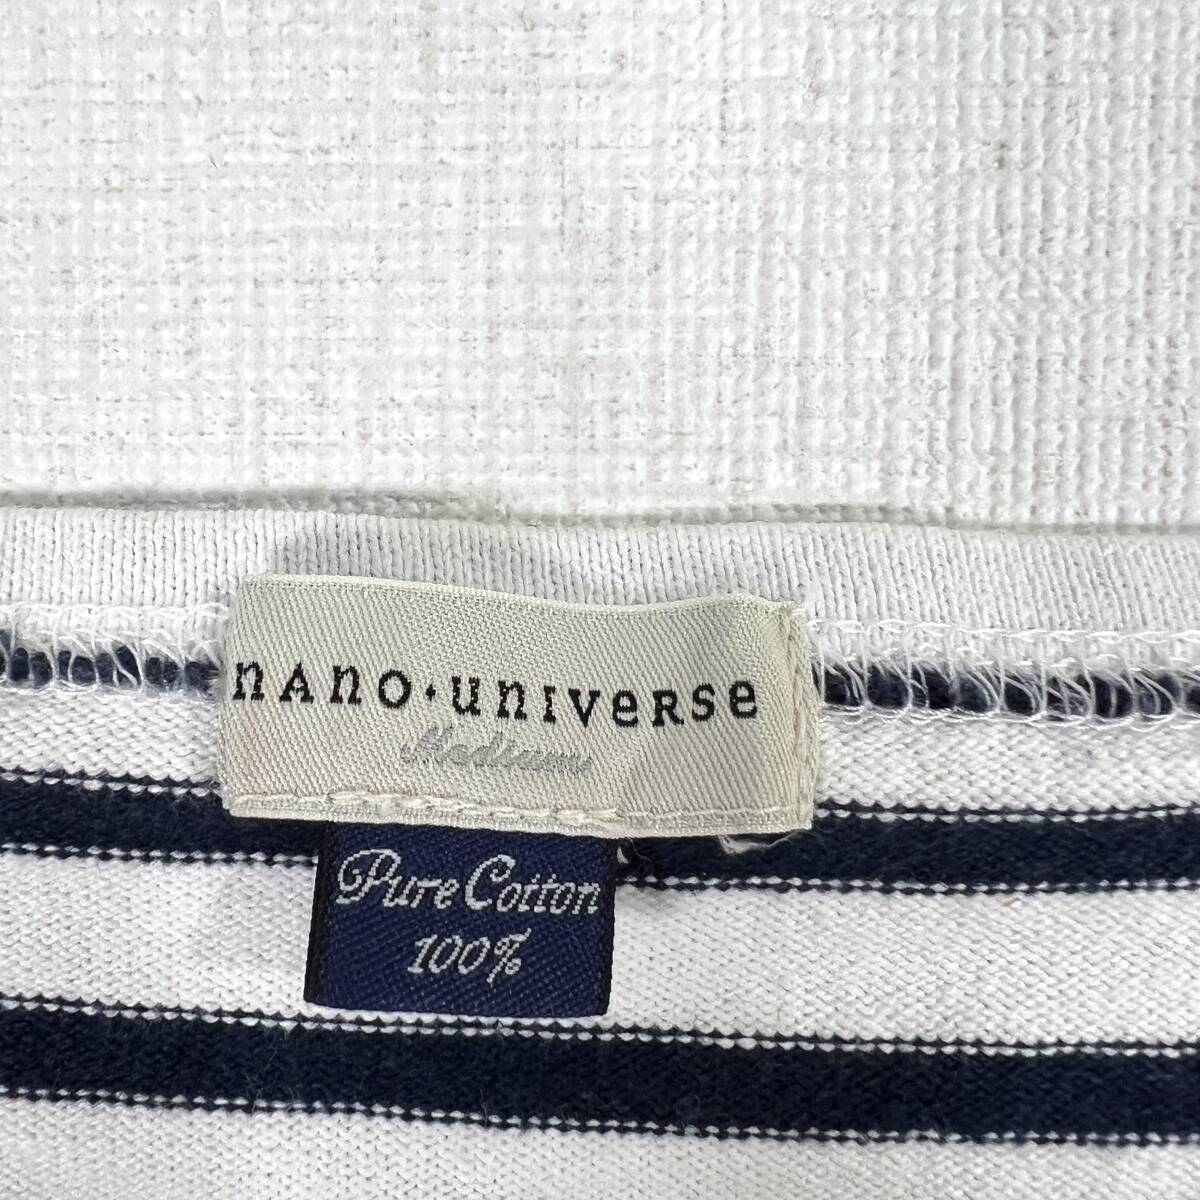 nAno·universe
Medium
Pure Cotton
100%